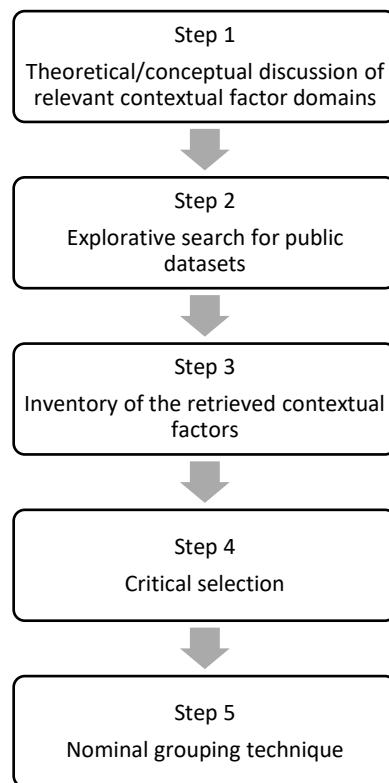 Step 1
Theoretical/conceptual discussion of
relevant contextual factor domains
Step 2
Explorative search for public
datasets
Step 3
Inventory of the retrieved contextual
factors
Step 4
Critical selection
Step 5
Nominal grouping technique